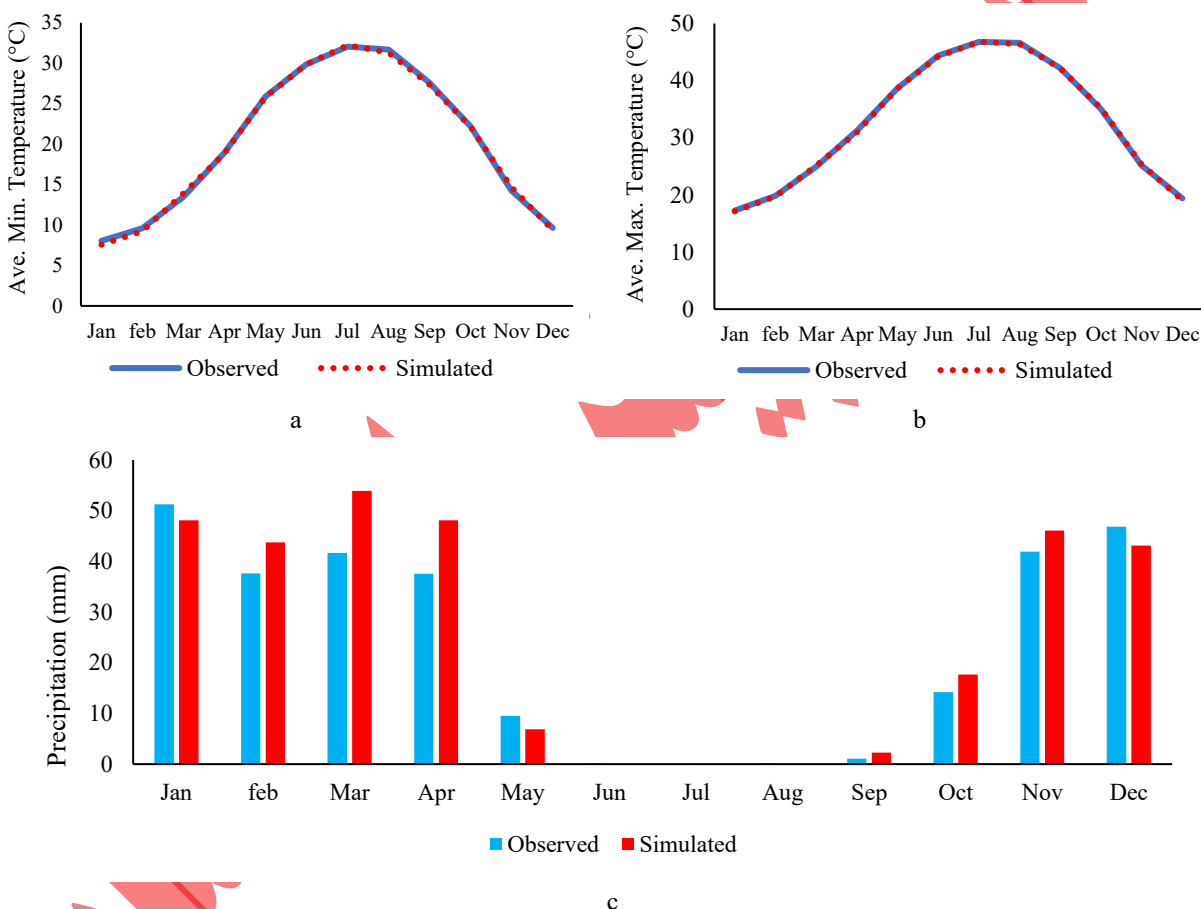 Ave. Min. Temperature (°C)
35
30
25
20
15
10
5
0
Jan feb Mar Apr May Jun Jul Aug Sep Oct Nov Dec
Observed Simulated
a
Ave. Max. Temperature (°C)
50
40
30
20
10
0
Jan feb Mar Apr May Jun Jul Aug Sep Oct Nov Dec
Observed Simulated
b
Precipitation (mm)
60
50
40
30
20
10
0
Jan feb Mar Apr May Jun Jul Aug Sep Oct Nov Dec
Observed Simulated
c